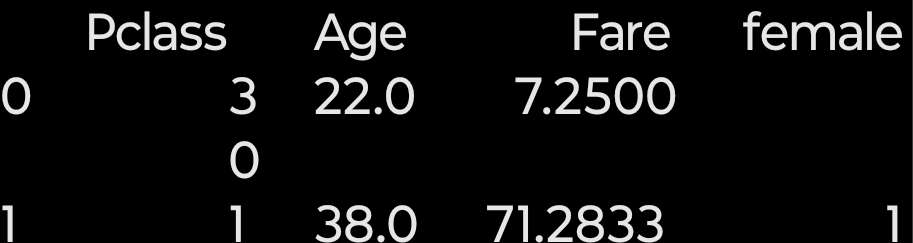 Pclass Age Fare female
0 3 22.0 7.2500
0
1 1 38.0 71.2833 1